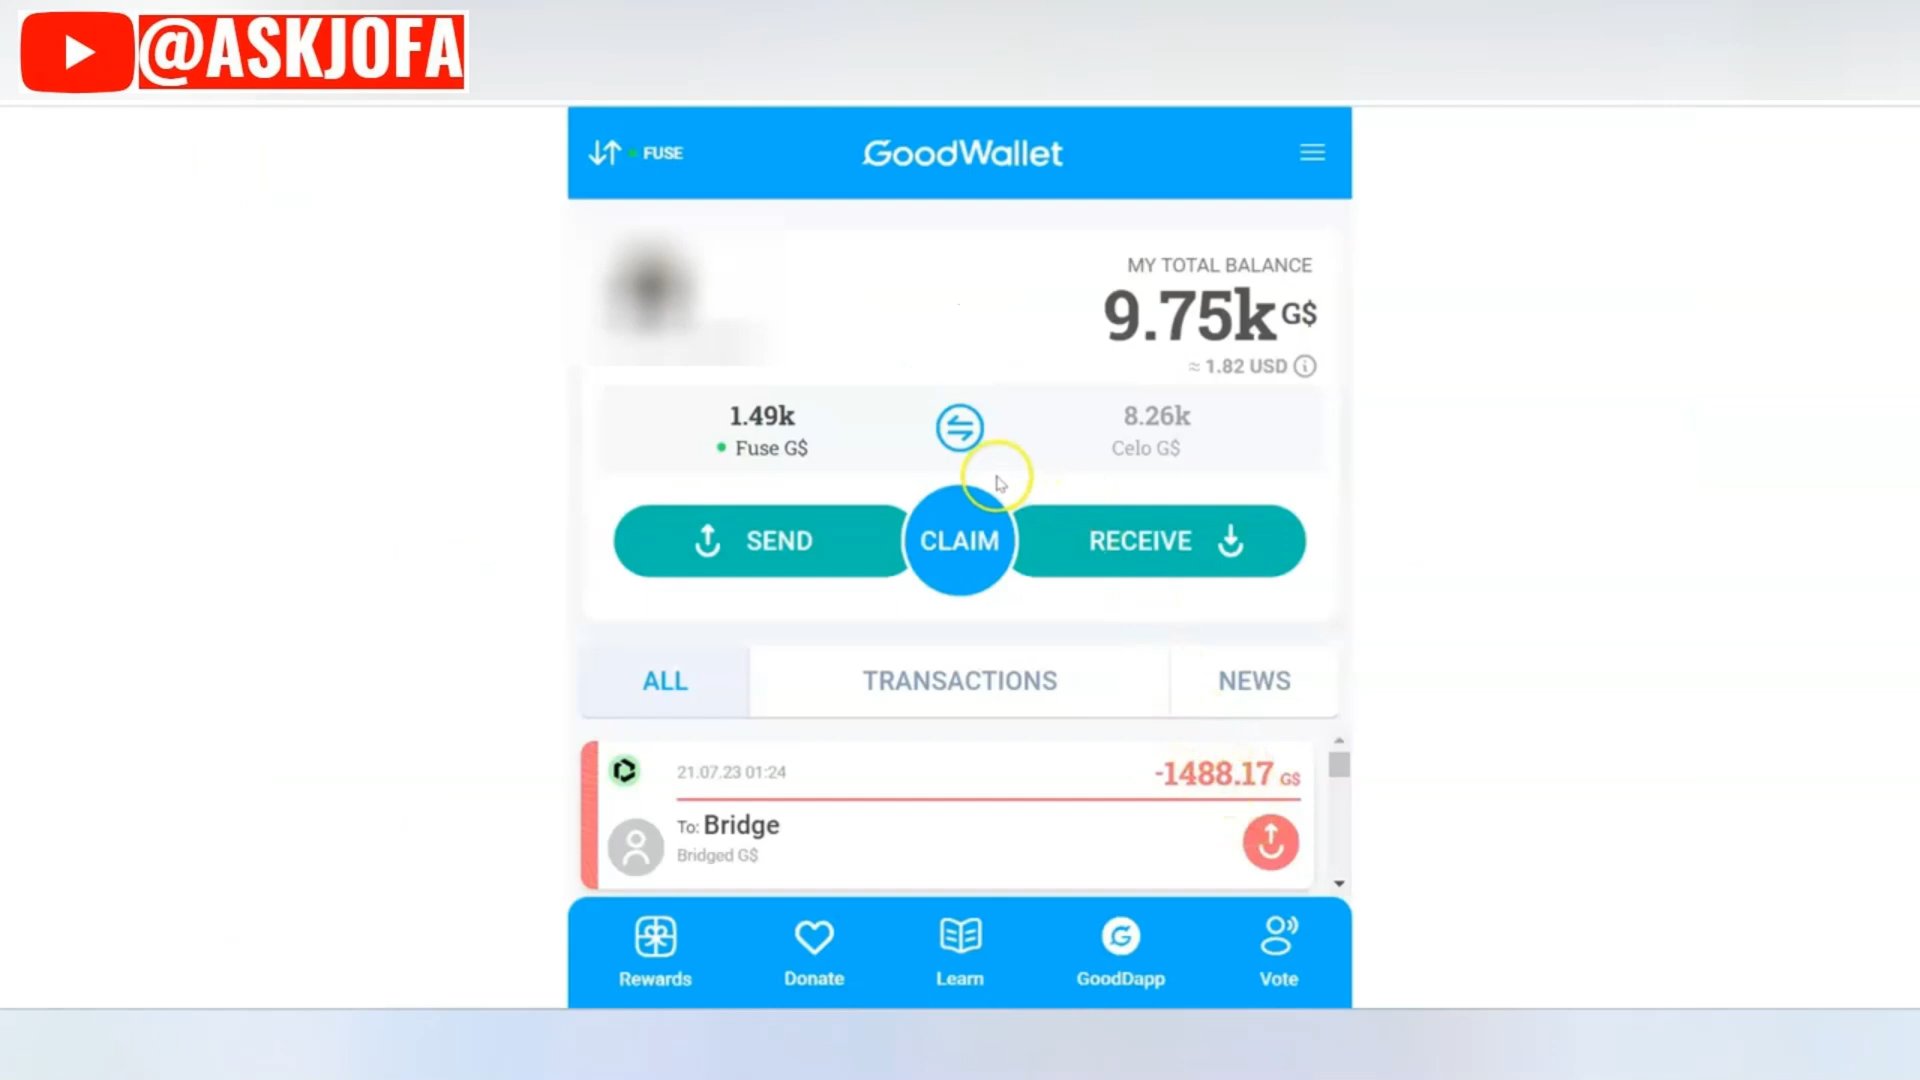 @ASKJOFA
FUSE
GoodWallet
MY TOTAL BALANCE
9.75k G$
≈ 1.82 USD
1.49k
Fuse G$
8.26k
Celo G$
SEND
CLAIM
RECEIVE
ALL
TRANSACTIONS
NEWS
21.07.23 01:24
-1488.17 G$
To: Bridge
Bridged G$
Rewards
Donate
Learn
GoodDapp
Vote